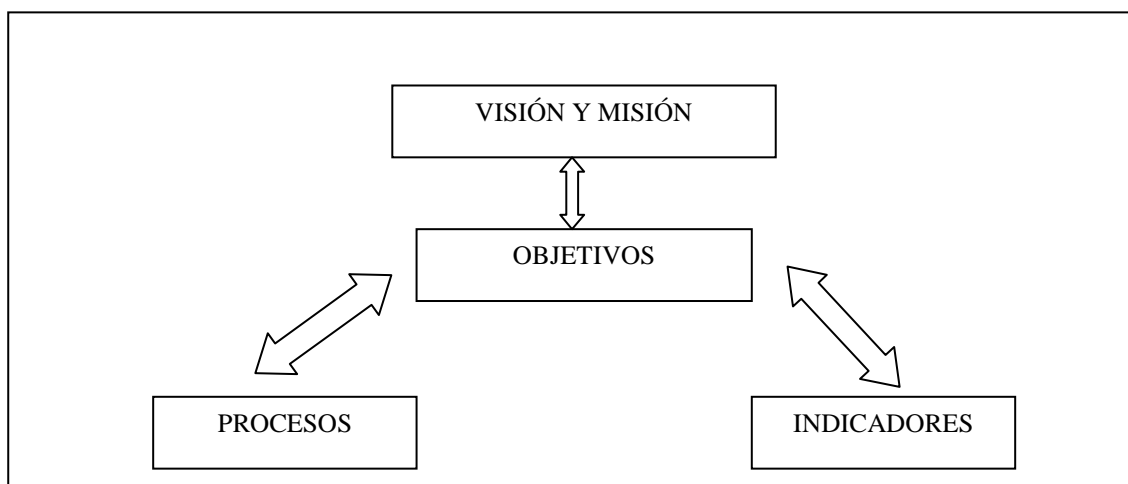 VISIÓN Y MISIÓN
OBJETIVOS
PROCESOS
INDICADORES